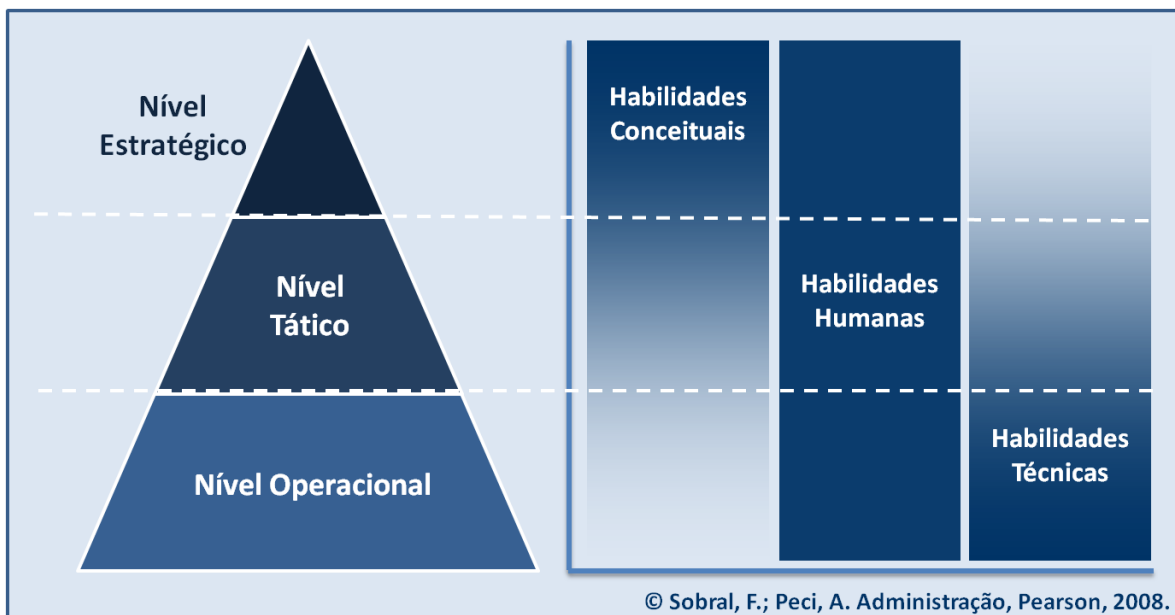 Nível
Estratégico
Nível
Tático
Nível Operacional
Habilidades
Conceituais
Habilidades
Humanas
Habilidades
Técnicas
© Sobral, F.; Peci, A. Administração, Pearson, 2008.